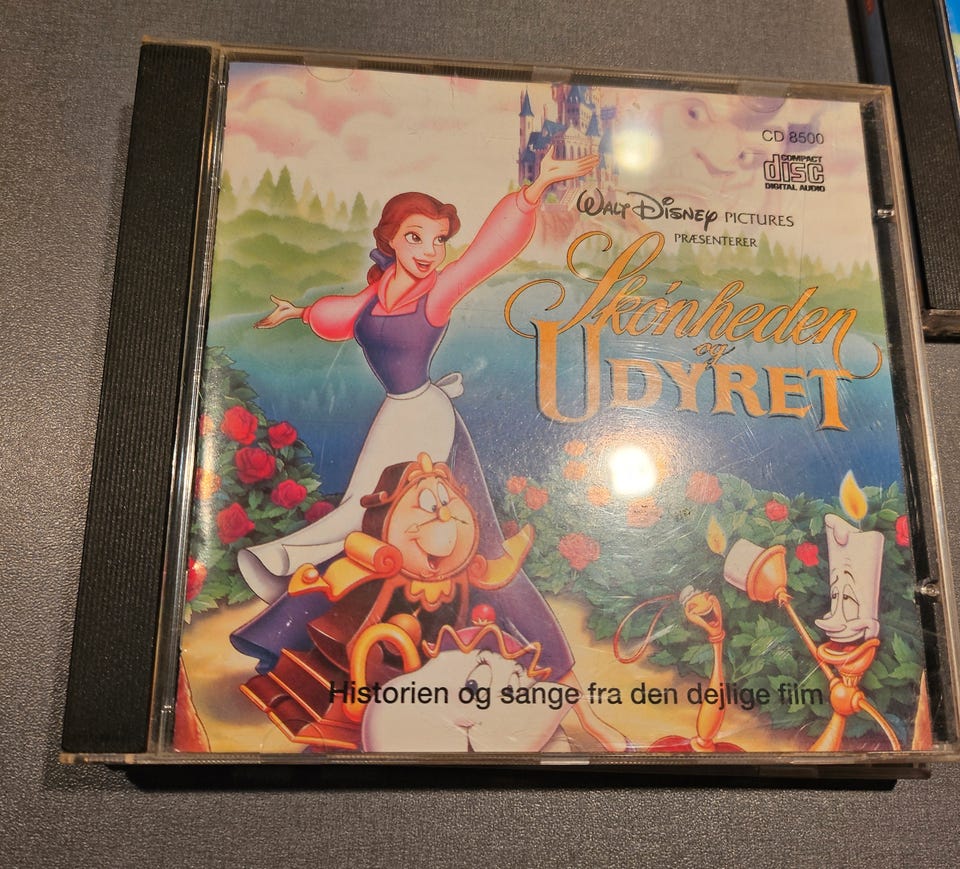 CD 8500
COMPACT
disc
DIGITAL AUDIO
WALT DISNEY PICTURES
PRÆSENTERER
Skønheden
og
UDYRET
Historien og sange fra den dejlige film